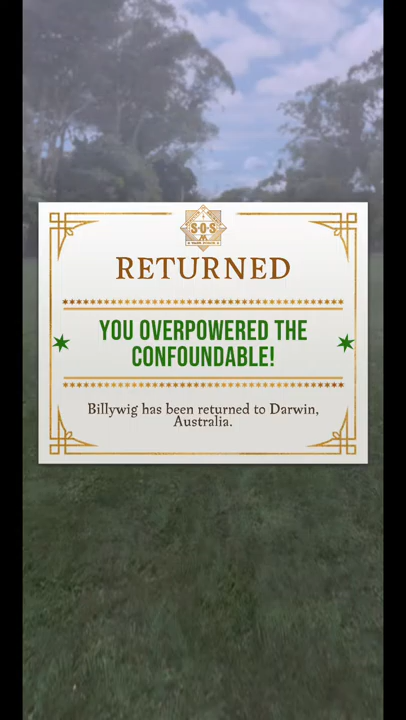 S·O·S
RETURNED
YOU OVERPOWERED THE
CONFOUNDABLE!
Billywig has been returned to Darwin,
Australia.